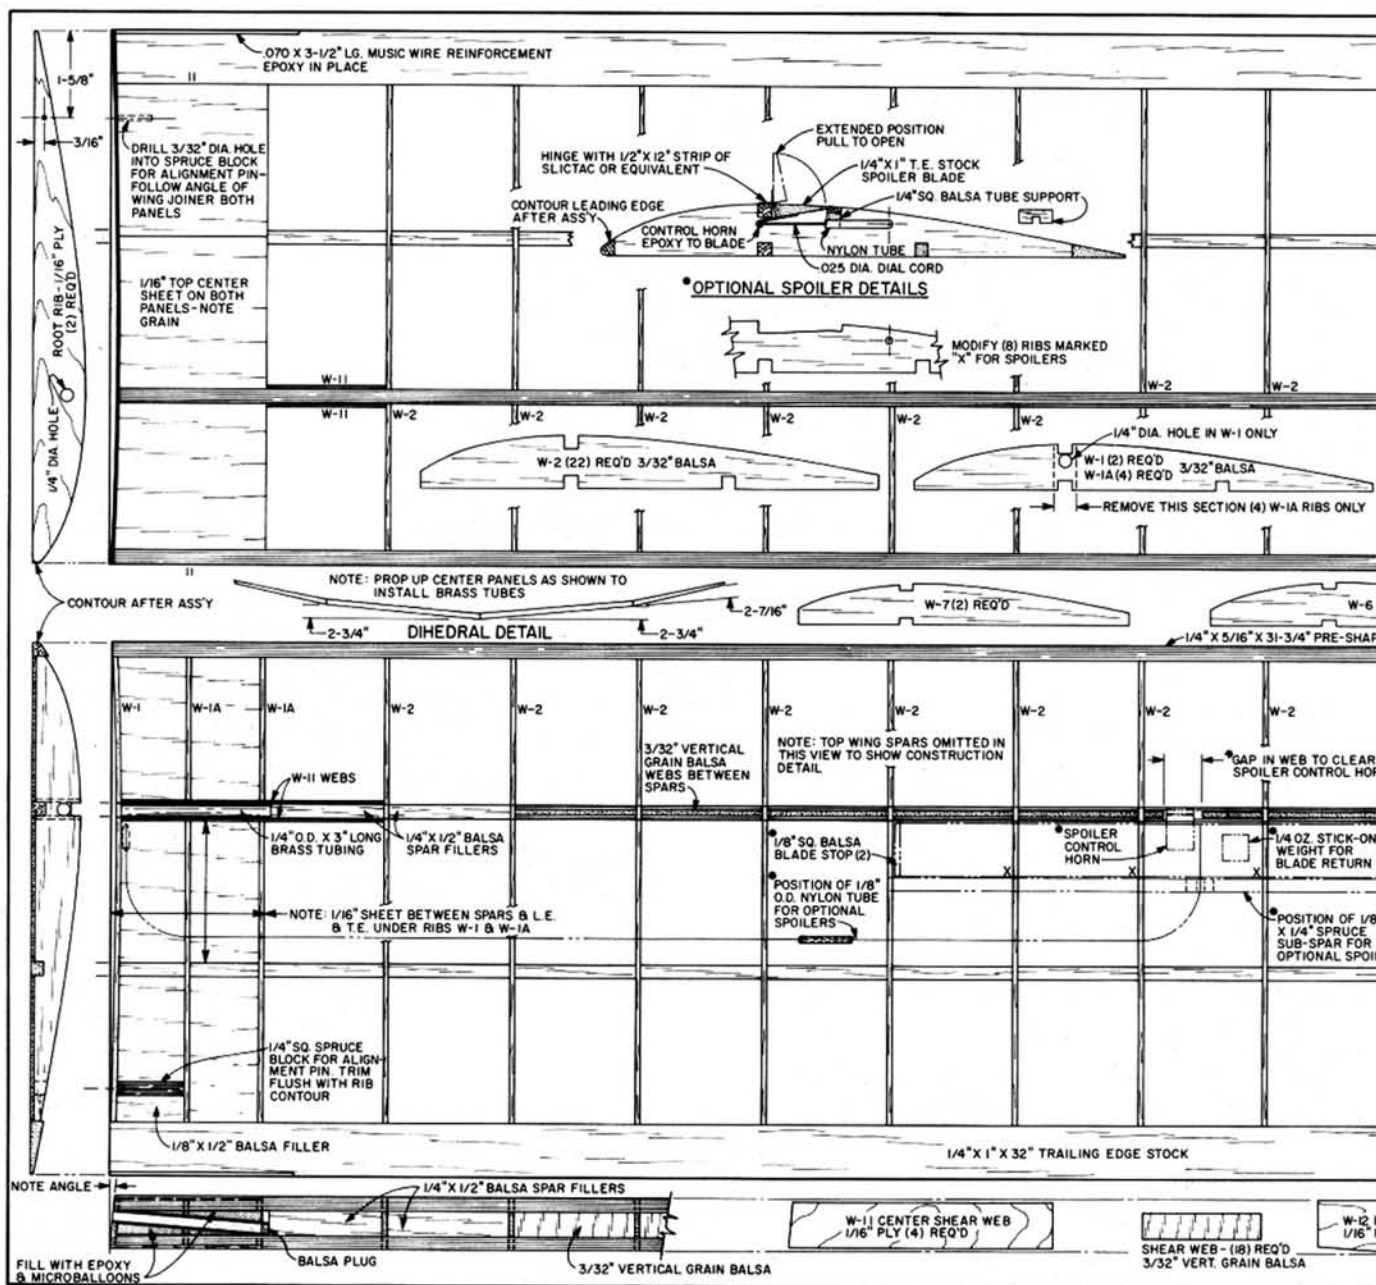 .070 X 3-1/2" LG. MUSIC WIRE REINFORCEMENT
EPOXY IN PLACE
1-5/8"
3/16"
DRILL 3/32" DIA. HOLE
INTO SPRUCE BLOCK
FOR ALIGNMENT PIN-
FOLLOW ANGLE OF
WING JOINER BOTH
PANELS
EXTENDED POSITION
PULL TO OPEN
HINGE WITH 1/2" X 12" STRIP OF
SLICTAC OR EQUIVALENT
1/4" X 1" T.E. STOCK
SPOILER BLADE
1/4" SQ. BALSA TUBE SUPPORT
CONTOUR LEADING EDGE
AFTER ASS'Y
CONTROL HORN
EPOXY TO BLADE
NYLON TUBE
.025 DIA. DIAL CORD
OPTIONAL SPOILER DETAILS
ROOT RIB-1/16" PLY
(2) REQ'D
1/4" DIA. HOLE
1/16" TOP CENTER
SHEET ON BOTH
PANELS-NOTE
GRAIN
MODIFY (8) RIBS MARKED
"X" FOR SPOILERS
W-11
W-2
W-2
W-11
W-2
W-2
W-2
W-2
W-2
W-2
1/4" DIA. HOLE IN W-1 ONLY
W-2 (22) REQ'D 3/32" BALSA
W-1 (2) REQ'D
W-1A (4) REQ'D
3/32" BALSA
REMOVE THIS SECTION (4) W-1A RIBS ONLY
NOTE: PROP UP CENTER PANELS AS SHOWN TO
INSTALL BRASS TUBES
CONTOUR AFTER ASS'Y
2-3/4"
DIHEDRAL DETAIL
2-3/4"
2-7/16"
W-7 (2) REQ'D
W-6
1/4" X 5/16" X 31-3/4" PRE-SHAP
W-1
W-1A
W-1A
W-2
W-2
W-2
W-2
W-2
W-2
W-2
W-2
3/32" VERTICAL
GRAIN BALSA
WEBS BETWEEN
SPARS
NOTE: TOP WING SPARS OMITTED IN
THIS VIEW TO SHOW CONSTRUCTION
DETAIL
GAP IN WEB TO CLEAR
SPOILER CONTROL HOR
W-11 WEBS
1/4" O.D. X 3" LONG
BRASS TUBING
1/4" X 1/2" BALSA
SPAR FILLERS
1/8" SQ. BALSA
BLADE STOP (2)
SPOILER
CONTROL
HORN
1/4 OZ. STICK-ON
WEIGHT FOR
BLADE RETURN
X
X
X
POSITION OF 1/8"
O.D. NYLON TUBE
FOR OPTIONAL
SPOILERS
NOTE: 1/16" SHEET BETWEEN SPARS & L.E.
& T.E. UNDER RIBS W-1 & W-1A
POSITION OF 1/8
X 1/4" SPRUCE
SUB-SPAR FOR
OPTIONAL SPOIL
1/4" SQ. SPRUCE
BLOCK FOR ALIGN-
MENT PIN. TRIM
FLUSH WITH RIB
CONTOUR
1/8" X 1/2" BALSA FILLER
1/4" X 1" X 32" TRAILING EDGE STOCK
NOTE ANGLE
1/4" X 1/2" BALSA SPAR FILLERS
FILL WITH EPOXY
& MICROBALLOONS
BALSA PLUG
3/32" VERTICAL GRAIN BALSA
W-11 CENTER SHEAR WEB
1/16" PLY (4) REQ'D
SHEAR WEB-(18) REQ'D
3/32" VERT. GRAIN BALSA
W-12
1/16"